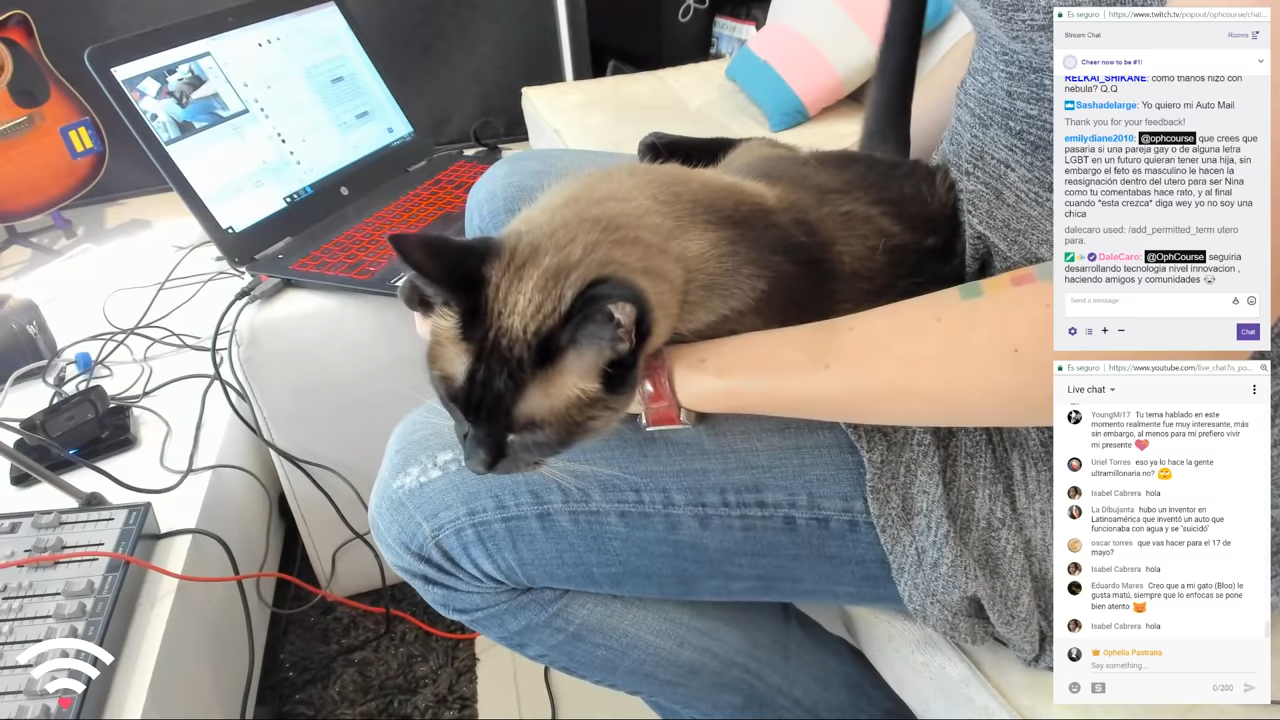 Es seguro | https://www.twitch.tv/popout/ophcourse/chat...
Stream Chat
Rooms
Cheer now to be #1!
RELKAI_SHIKANE: como thanos hizo con
nebula? Q.Q
Sashadelarge: Yo quiero mi Auto Mail
Thank you for your feedback!
emilydiane2010: @ophcourse que crees que
pasaria si una pareja gay o de alguna letra
LGBT en un futuro quieran tener una hija, sin
embargo el feto es masculino le hacen la
reasignación dentro del utero para ser Nina
como tu comentabas hace rato, y al final
cuando *esta crezca* diga wey yo no soy una
chica
dalecaro used: /add_permitted_term utero
para.
DaleCaro: @OphCourse seguiria
desarrollando tecnologia nivel innovacion ,
haciendo amigos y comunidades
Send a message
Chat
Es seguro | https://www.youtube.com/live_chat?is_po...
Live chat
YoungMi17 Tu tema hablado en este
momento realmente fue muy interesante, más
sin embargo, al menos para mí prefiero vivir
mi presente
Uriel Torres eso ya lo hace la gente
ultramillonaria no?
Isabel Cabrera hola
La Dibujanta hubo un inventor en
Latinoamérica que inventó un auto que
funcionaba con agua y se "suicidó"
oscar torres que vas hacer para el 17 de
mayo?
Isabel Cabrera hola
Eduardo Mares Creo que a mi gato (Bloo) le
gusta matú, siempre que lo enfocas se pone
bien atento
Isabel Cabrera hola
Ophelia Pastrana
Say something...
0/200